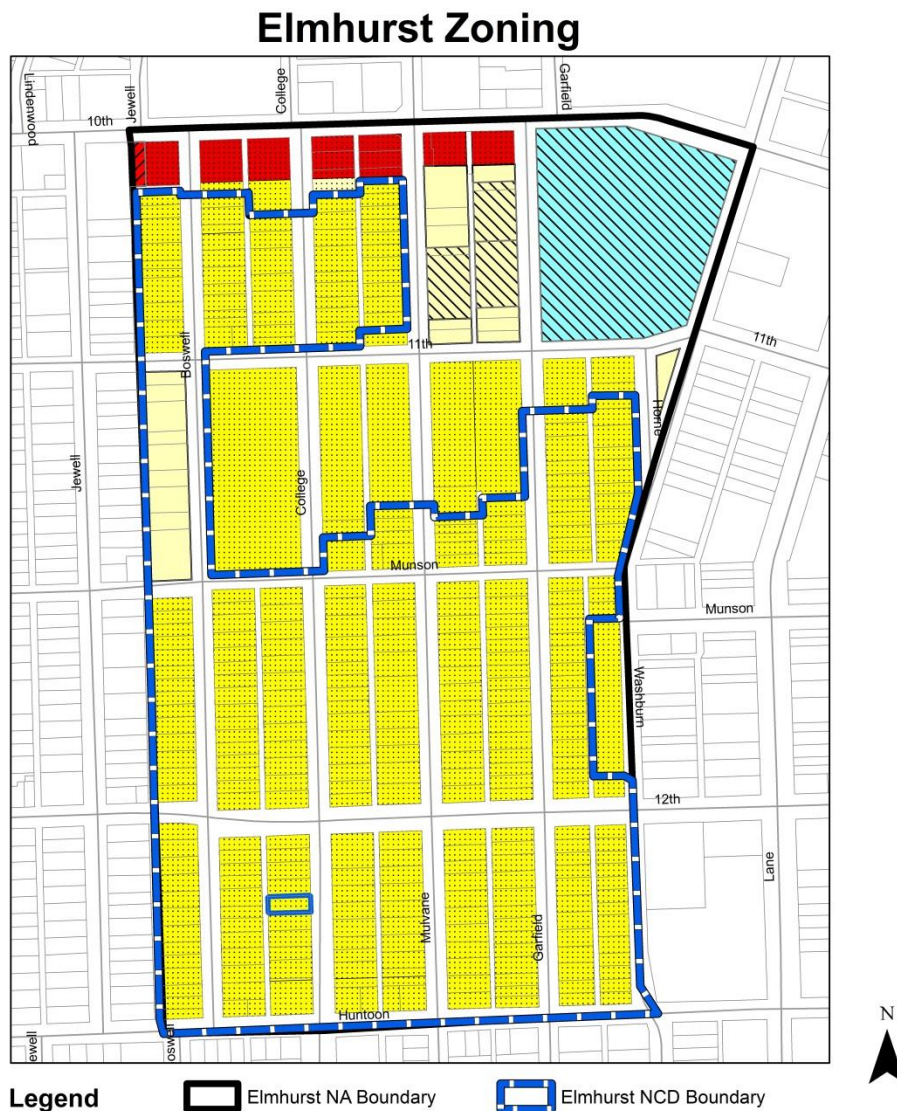 Elmhurst Zoning
Lindenwood
Jewell
College
Garfield
10th
Boswell
11th
11th
Horne
Jewell
College
Munson
Munson
Washburn
12th
Lane
Mulvane
Garfield
Huntoon
ewell
oswell
N
Legend
Elmhurst NA Boundary
Elmhurst NCD Boundary